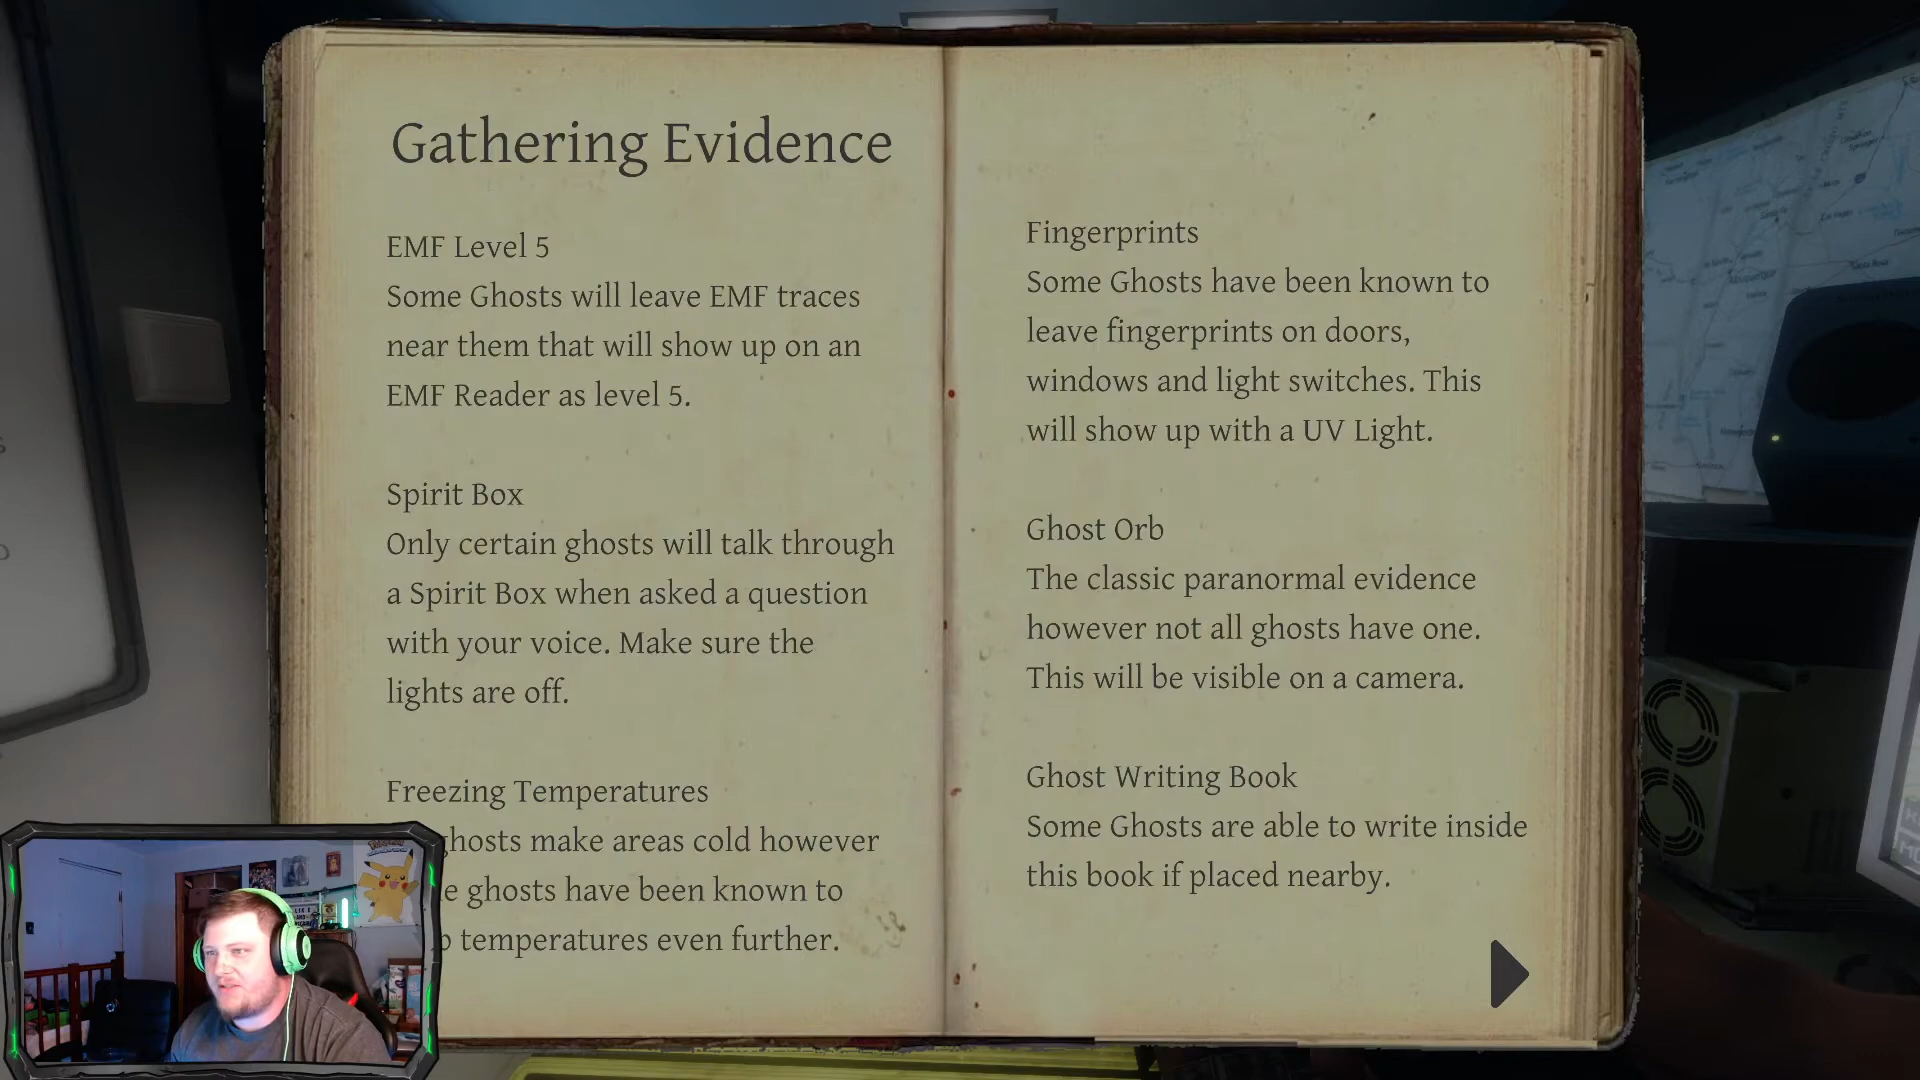 Gathering Evidence
EMF Level 5
Some Ghosts will leave EMF traces
near them that will show up on an
EMF Reader as level 5.
Spirit Box
Only certain ghosts will talk through
a Spirit Box when asked a question
with your voice. Make sure the
lights are off.
Freezing Temperatures
ghosts make areas cold however
ghosts have been known to
temperatures even further.
Fingerprints
Some Ghosts have been known to
leave fingerprints on doors,
windows and light switches. This
will show up with a UV Light.
Ghost Orb
The classic paranormal evidence
however not all ghosts have one.
This will be visible on a camera.
Ghost Writing Book
Some Ghosts are able to write inside
this book if placed nearby.